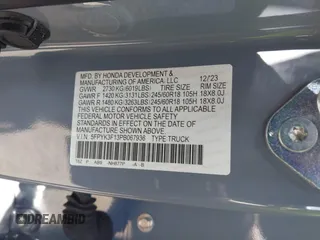 MFD. BY HONDA DEVELOPMENT &
MANUFACTURING OF AMERICA, LLC 12/23
GVWR 2730 KG(6019LBS) TIRE SIZE RIM SIZE
GAWR F 1420 KG(3131LBS)245/60R18 105H 18X8.0J
GAWR R 1480 KG(3263LBS)245/60R18 105H 18X8.0J
THIS VEHICLE CONFORMS TO ALL APPLICABLE
FEDERAL MOTOR VEHICLE SAFETY STANDARDS IN
EFFECT ON THE DATE OF MANUFACTURE SHOWN ABOVE.
V.I.N. 5FPYK3F13PB067936 TYPE:TRUCK
DREAMBID